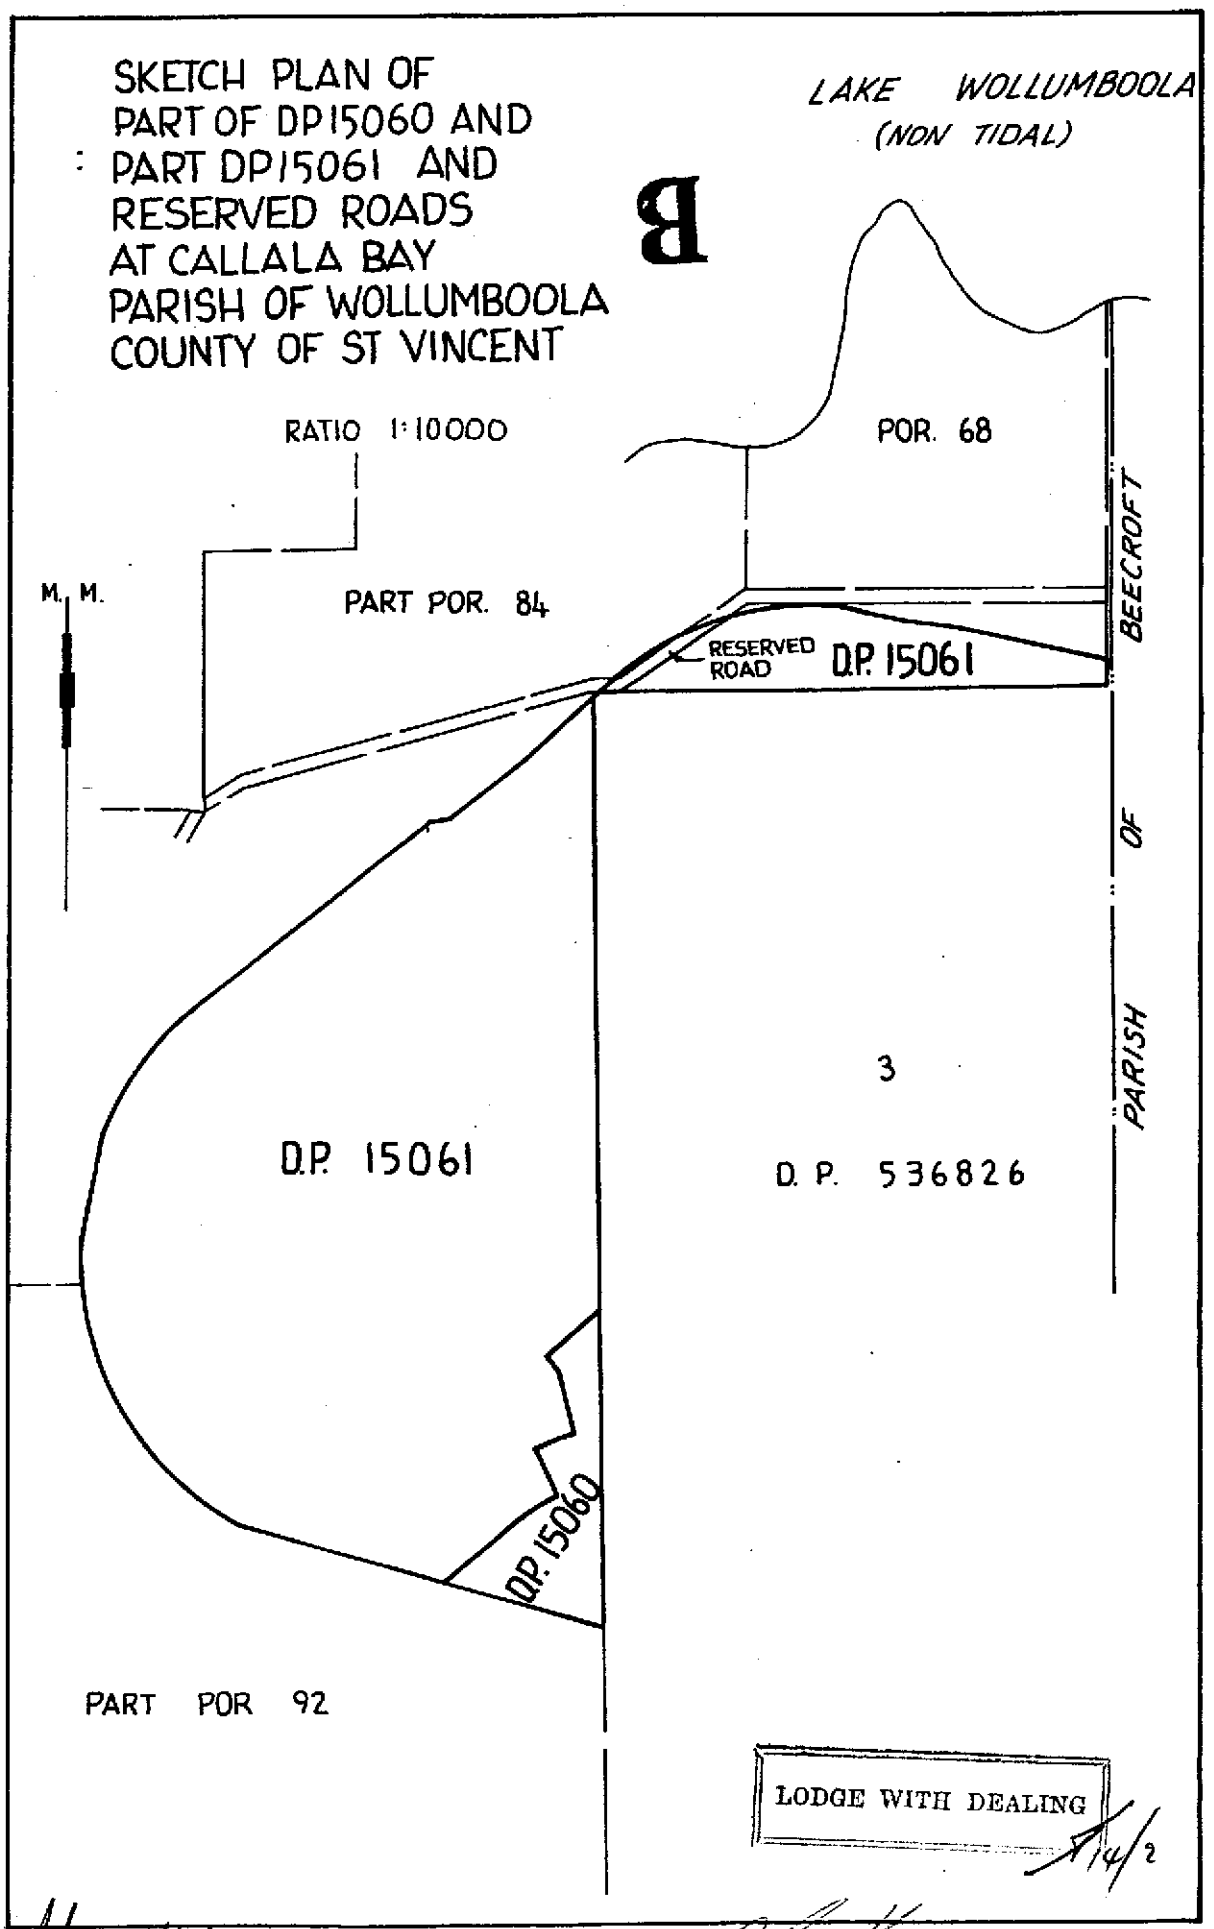 SKETCH PLAN OF
PART OF DP15060 AND
PART DP15061 AND
RESERVED ROADS
AT CALLALA BAY
PARISH OF WOLLUMBOOLA
COUNTY OF ST VINCENT
RATIO 1:10000
LAKE WOLLUMBOOLA
(NON TIDAL)
B
POR. 68
M. M.
PART POR. 84
RESERVED
ROAD
D.P. 15061
PARISH OF BEECROFT
3
D.P. 15061
D. P. 536826
D.P. 15060
PART POR 92
LODGE WITH DEALING
14/2